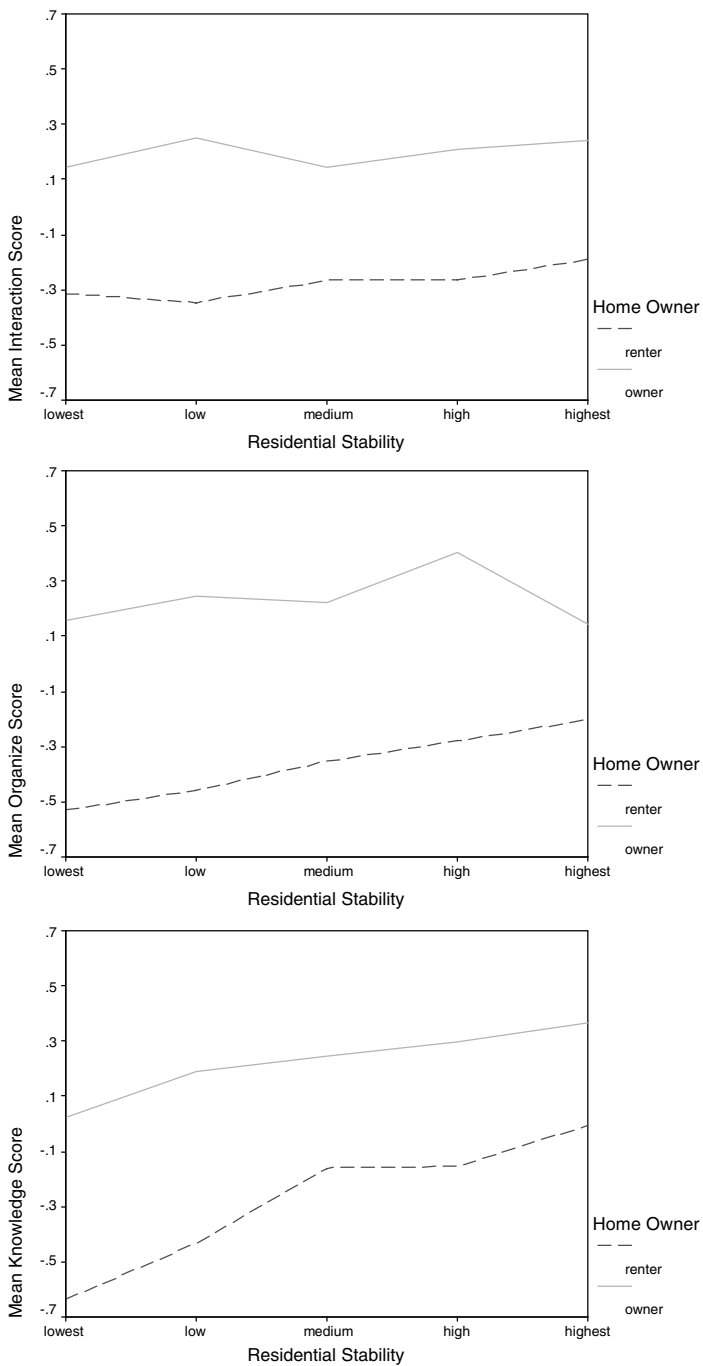 .7
.5
.3
.1
-.1
-.3
-.5
-.7
Mean Interaction Score
lowest low medium high highest
Residential Stability
Home Owner
renter
owner
.7
.5
.3
.1
-.1
-.3
-.5
-.7
Mean Organize Score
lowest low medium high highest
Residential Stability
Home Owner
renter
owner
.7
.5
.3
.1
-.1
-.3
-.5
-.7
Mean Knowledge Score
lowest low medium high highest
Residential Stability
Home Owner
renter
owner